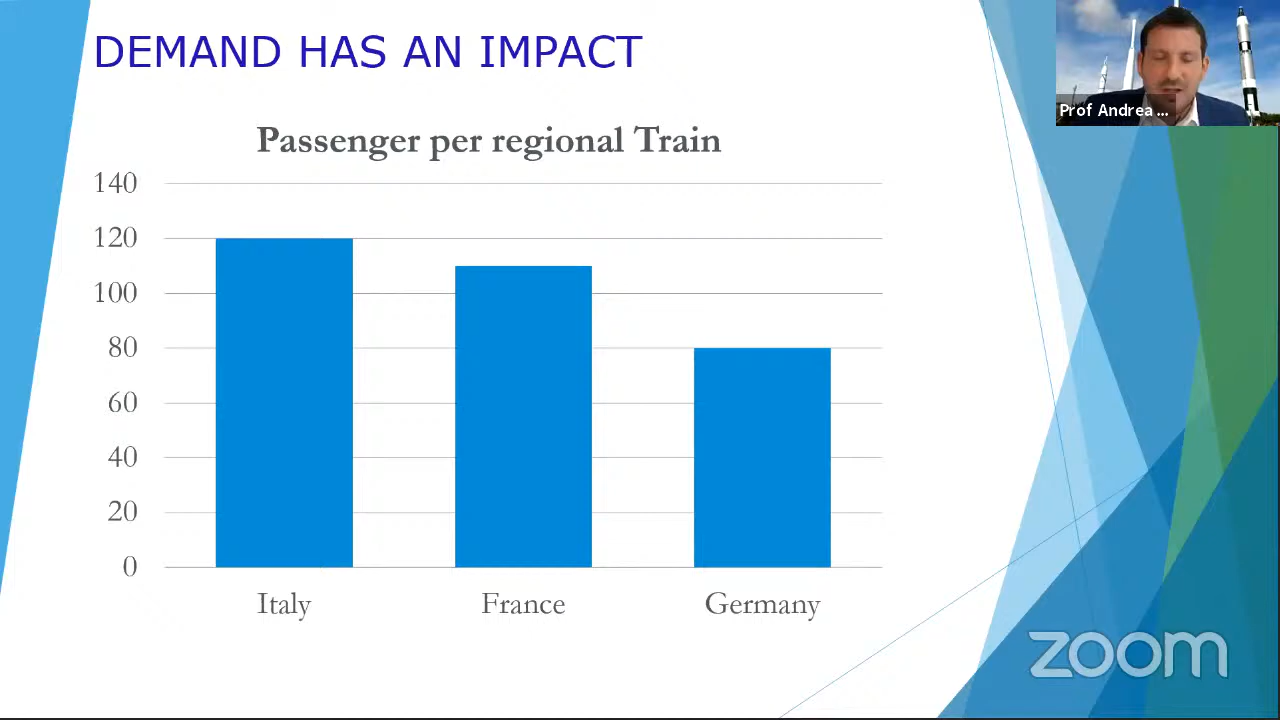 DEMAND HAS AN IMPACT
Prof Andrea ...
Passenger per regional Train
140
120
100
80
60
40
20
0
Italy France Germany
zoom